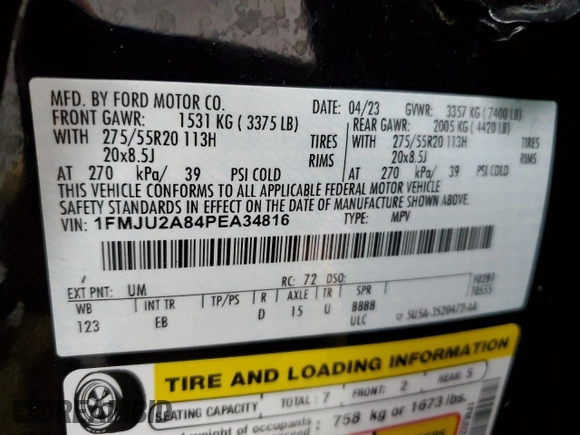 MFD. BY FORD MOTOR CO.
DATE: 04/23 GVWR: 3357 KG (7400 LB)
FRONT GAWR: 1531 KG (3375 LB) REAR GAWR: 2005 KG (4420 LB)
WITH 275/55R20 113H TIRES WITH 275/55R20 113H TIRES
20x8.5J RIMS 20x8.5J RIMS
AT 270 kPa/ 39 PSI COLD AT 270 kPa/ 39 PSI COLD
THIS VEHICLE CONFORMS TO ALL APPLICABLE FEDERAL MOTOR VEHICLE
SAFETY STANDARDS IN EFFECT ON THE DATE OF MANUFACTURE SHOWN ABOVE.
VIN: 1FMJU2A84PEA34816 TYPE: MPV
EXT PNT: UM RC: 72 DSO:
WB INT TR TP/PS R AXLE TR SPR
123 EB D 15 U BBBB
ULC
TIRE AND LOADING INFORMATION
SEATING CAPACITY TOTAL: 7 FRONT: 2 REAR: 5
weight of occupants 758 kg or 1673 lbs.